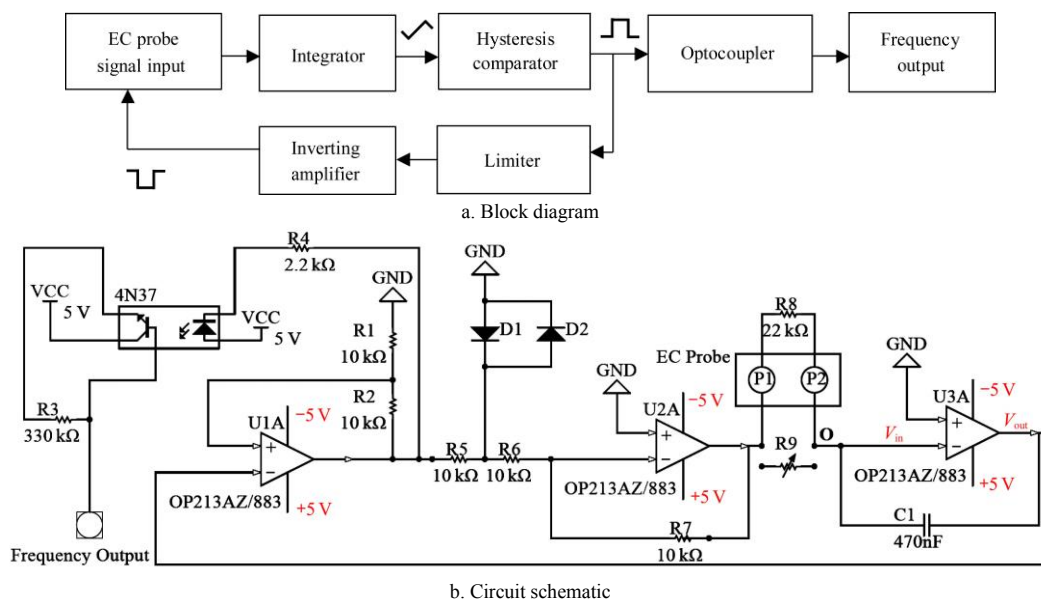 EC probe
signal input
Integrator
Hysteresis
comparator
Optocoupler
Frequency
output
Inverting
amplifier
Limiter
a. Block diagram
R4
2.2 kΩ
GND
VCC
5 V
4N37
VCC
5 V
R1
10 kΩ
R2
10 kΩ
R3
330 kΩ
U1A
−5 V
+
−
OP213AZ/883
+5 V
Frequency Output
GND
D1
D2
R5
10 kΩ
R6
10 kΩ
GND
U2A
−5 V
+
−
OP213AZ/883
+5 V
R7
10 kΩ
R8
22 kΩ
EC Probe
P1
P2
O
R9
GND
U3A
−5 V
Vin
Vout
+
−
OP213AZ/883
+5 V
C1
470nF
b. Circuit schematic